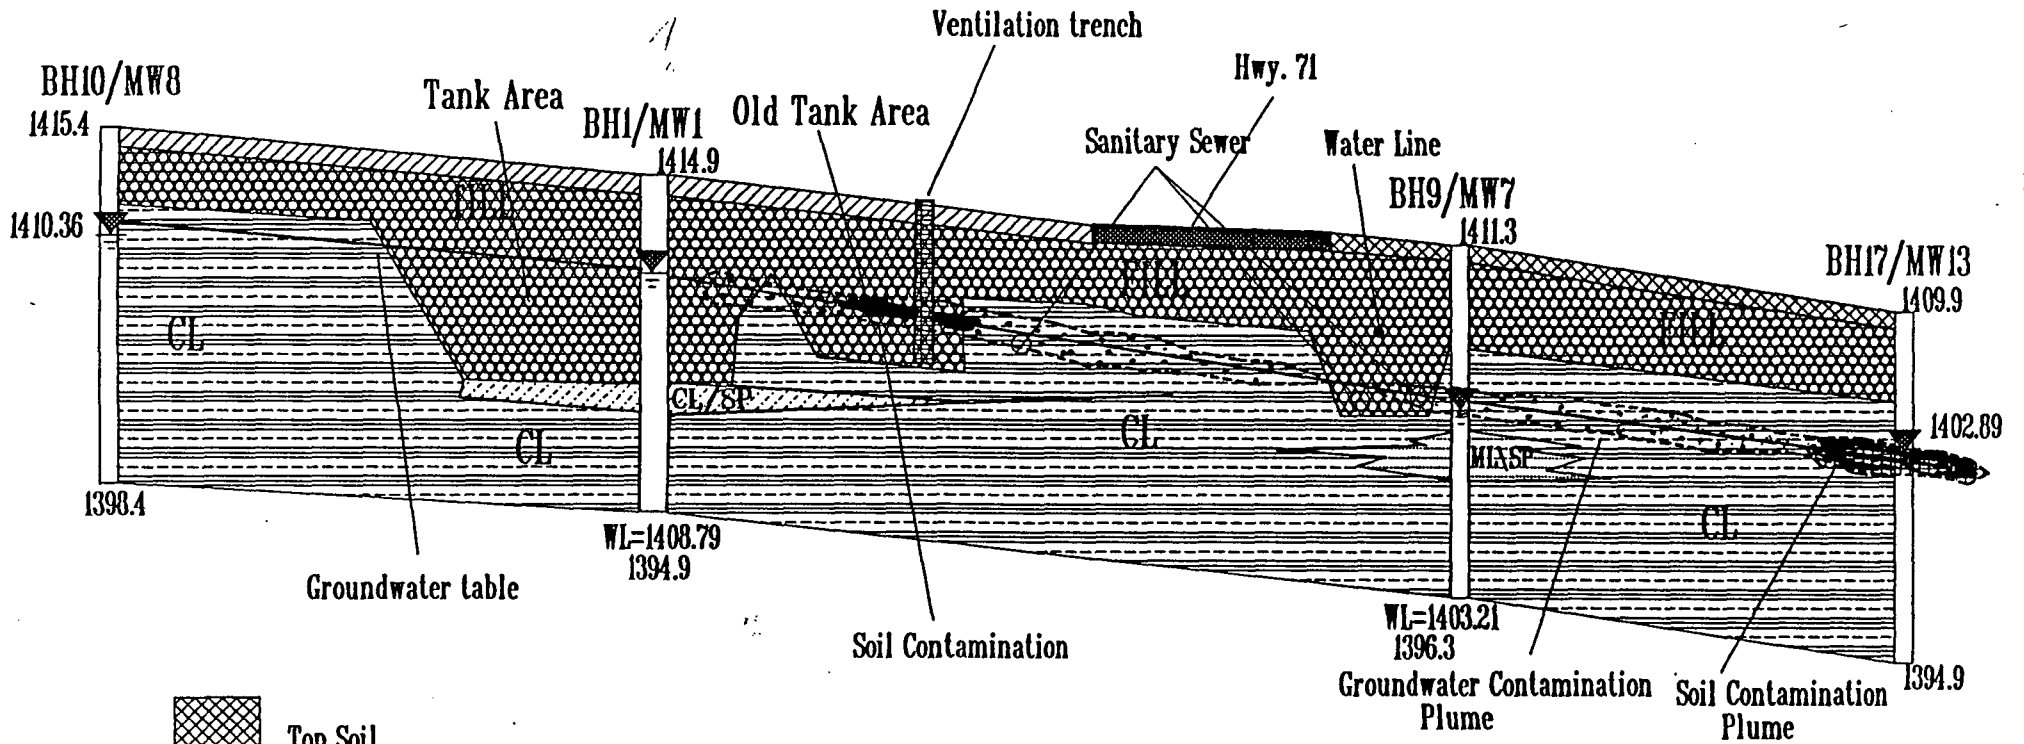 Ventilation trench
Hwy. 71
BH10/MW8
1415.4
Tank Area
BH1/MW1
1414.9
Old Tank Area
Sanitary Sewer
Water Line
BH9/MW7
1411.3
BH17/MW13
1409.9
1410.36
FILL
FILL
FILL
CL
CL/SP
CL
CL
ML\SP
1402.89
CL
1398.4
WL=1408.79
1394.9
Groundwater table
Soil Contamination
WL=1403.21
1396.3
Groundwater Contamination
Plume
Soil Contamination
Plume
1394.9
Top Soil